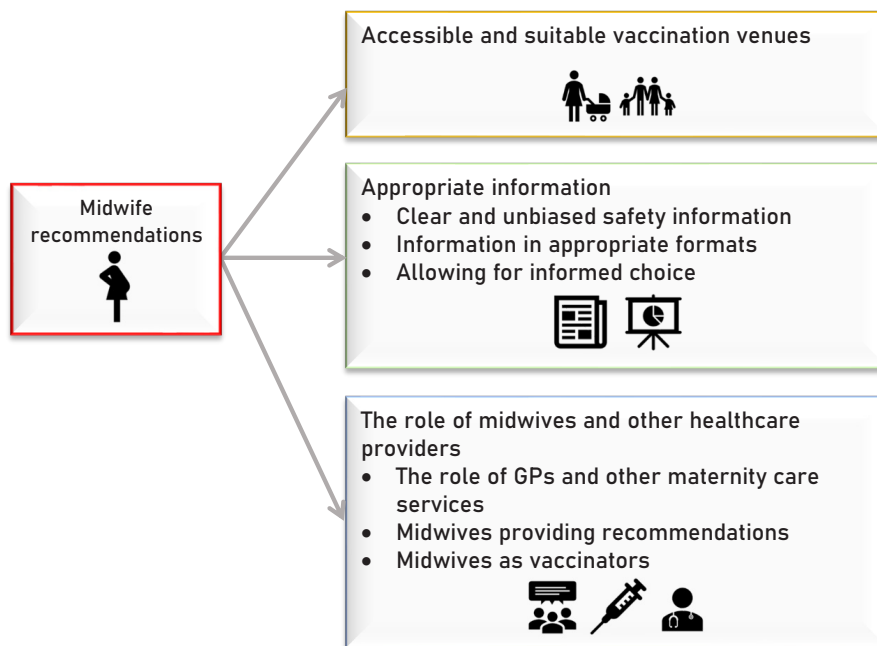 Midwife
recommendations
Accessible and suitable vaccination venues
Appropriate information
• Clear and unbiased safety information
• Information in appropriate formats
• Allowing for informed choice
The role of midwives and other healthcare
providers
• The role of GPs and other maternity care
services
• Midwives providing recommendations
• Midwives as vaccinators